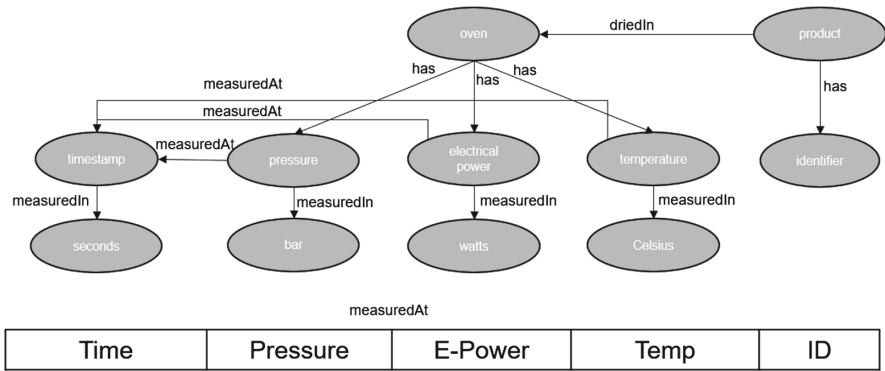 oven
driedIn
product
has
has
has
has
measuredAt
measuredAt
measuredAt
timestamp
pressure
electrical
power
temperature
identifier
measuredIn
measuredIn
measuredIn
measuredIn
seconds
bar
watts
Celsius
measuredAt
Time Pressure E-Power Temp ID